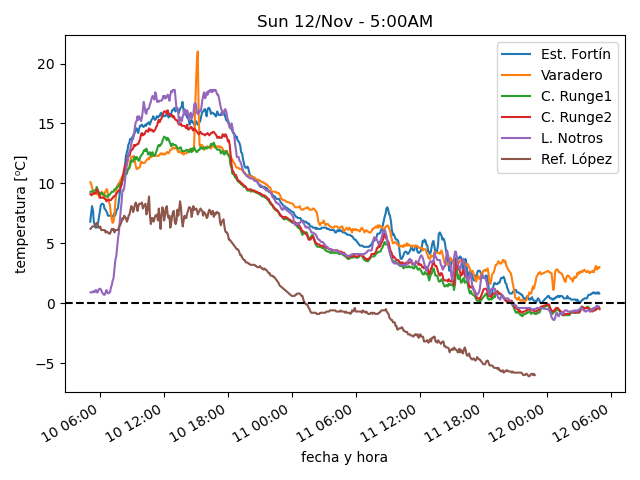 Sun 12/Nov - 5:00AM
temperatura [ºC]
20
15
10
5
0
−5
Est. Fortín
Varadero
C. Runge1
C. Runge2
L. Notros
Ref. López
10 06:00
10 12:00
10 18:00
11 00:00
11 06:00
11 12:00
11 18:00
12 00:00
12 06:00
fecha y hora